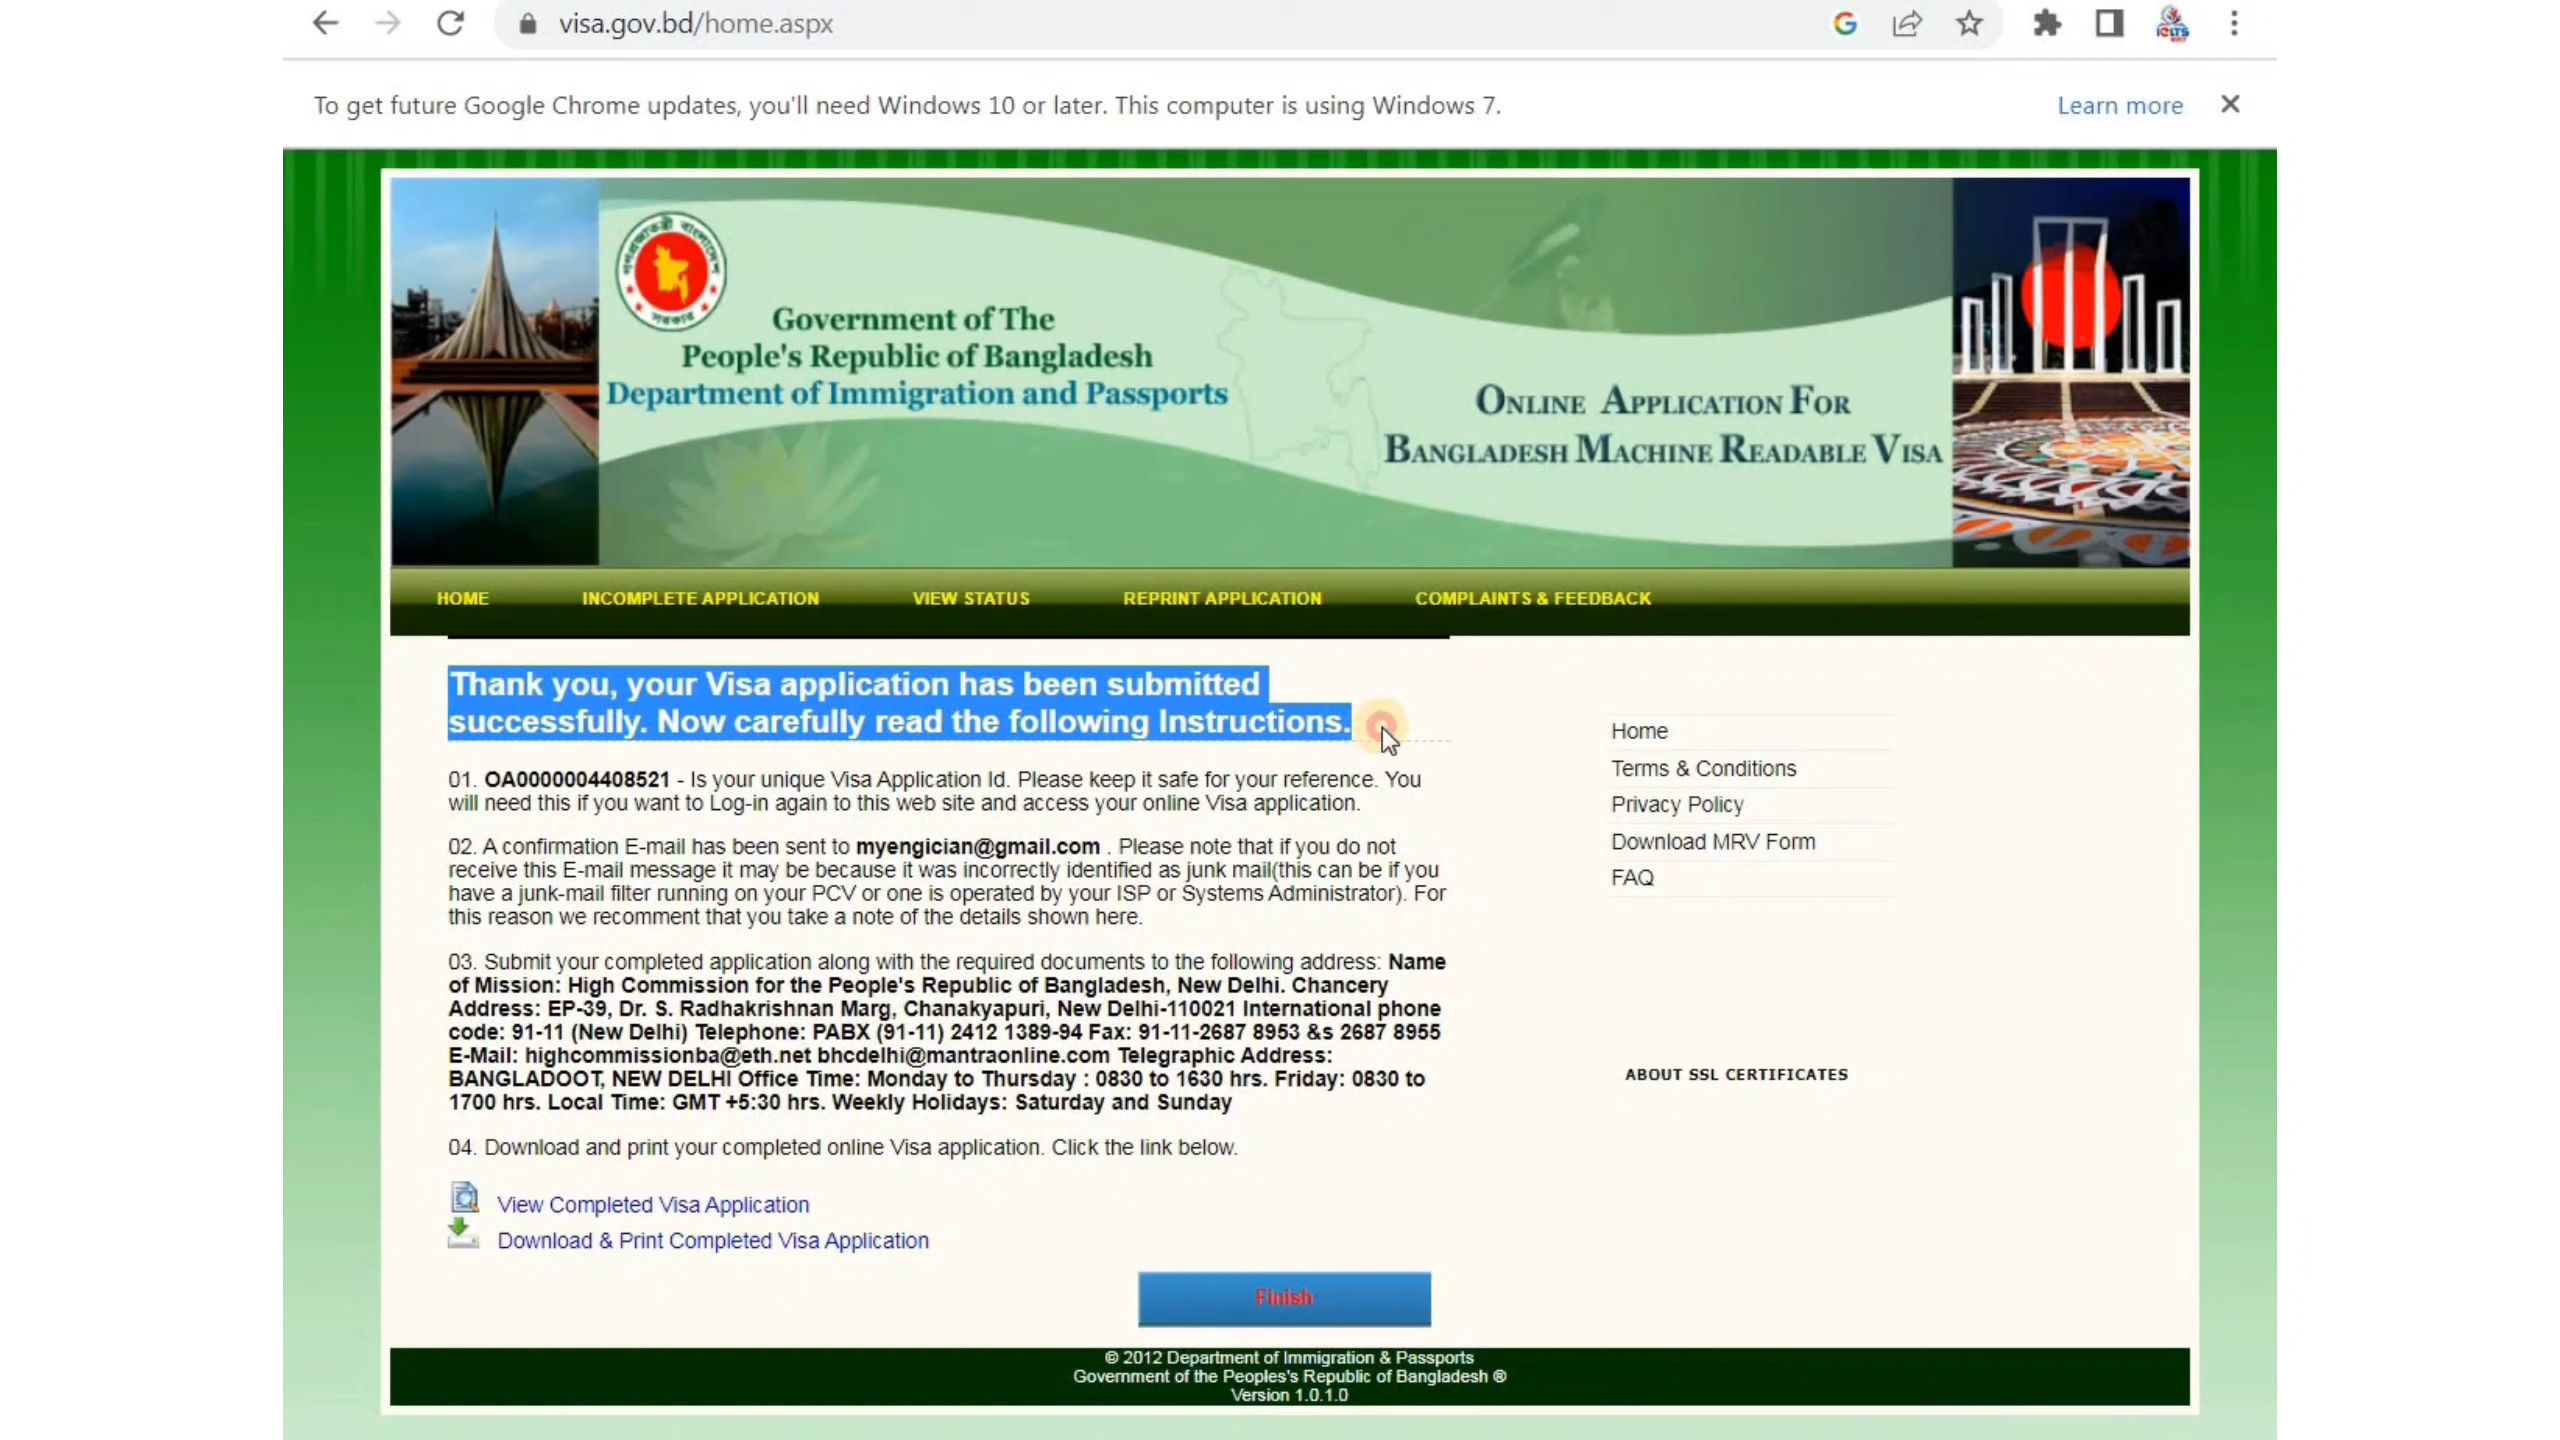 visa.gov.bd/home.aspx
To get future Google Chrome updates, you'll need Windows 10 or later. This computer is using Windows 7.
Learn more
Government of The
People's Republic of Bangladesh
Department of Immigration and Passports
ONLINE APPLICATION FOR
BANGLADESH MACHINE READABLE VISA
HOME
INCOMPLETE APPLICATION
VIEW STATUS
REPRINT APPLICATION
COMPLAINTS & FEEDBACK
Thank you, your Visa application has been submitted
successfully. Now carefully read the following Instructions.
01. OA0000004408521 - Is your unique Visa Application Id. Please keep it safe for your reference. You
will need this if you want to Log-in again to this web site and access your online Visa application.
02. A confirmation E-mail has been sent to myengician@gmail.com . Please note that if you do not
receive this E-mail message it may be because it was incorrectly identified as junk mail(this can be if you
have a junk-mail filter running on your PCV or one is operated by your ISP or Systems Administrator). For
this reason we recomment that you take a note of the details shown here.
03. Submit your completed application along with the required documents to the following address: Name
of Mission: High Commission for the People's Republic of Bangladesh, New Delhi. Chancery
Address: EP-39, Dr. S. Radhakrishnan Marg, Chanakyapuri, New Delhi-110021 International phone
code: 91-11 (New Delhi) Telephone: PABX (91-11) 2412 1389-94 Fax: 91-11-2687 8953 &s 2687 8955
E-Mail: highcommissionba@eth.net bhcdelhi@mantraonline.com Telegraphic Address:
BANGLADOOT, NEW DELHI Office Time: Monday to Thursday : 0830 to 1630 hrs. Friday: 0830 to
1700 hrs. Local Time: GMT +5:30 hrs. Weekly Holidays: Saturday and Sunday
04. Download and print your completed online Visa application. Click the link below.
View Completed Visa Application
Download & Print Completed Visa Application
Finish
Home
Terms & Conditions
Privacy Policy
Download MRV Form
FAQ
ABOUT SSL CERTIFICATES
© 2012 Department of Immigration & Passports
Government of the Peoples's Republic of Bangladesh ®
Version 1.0.1.0